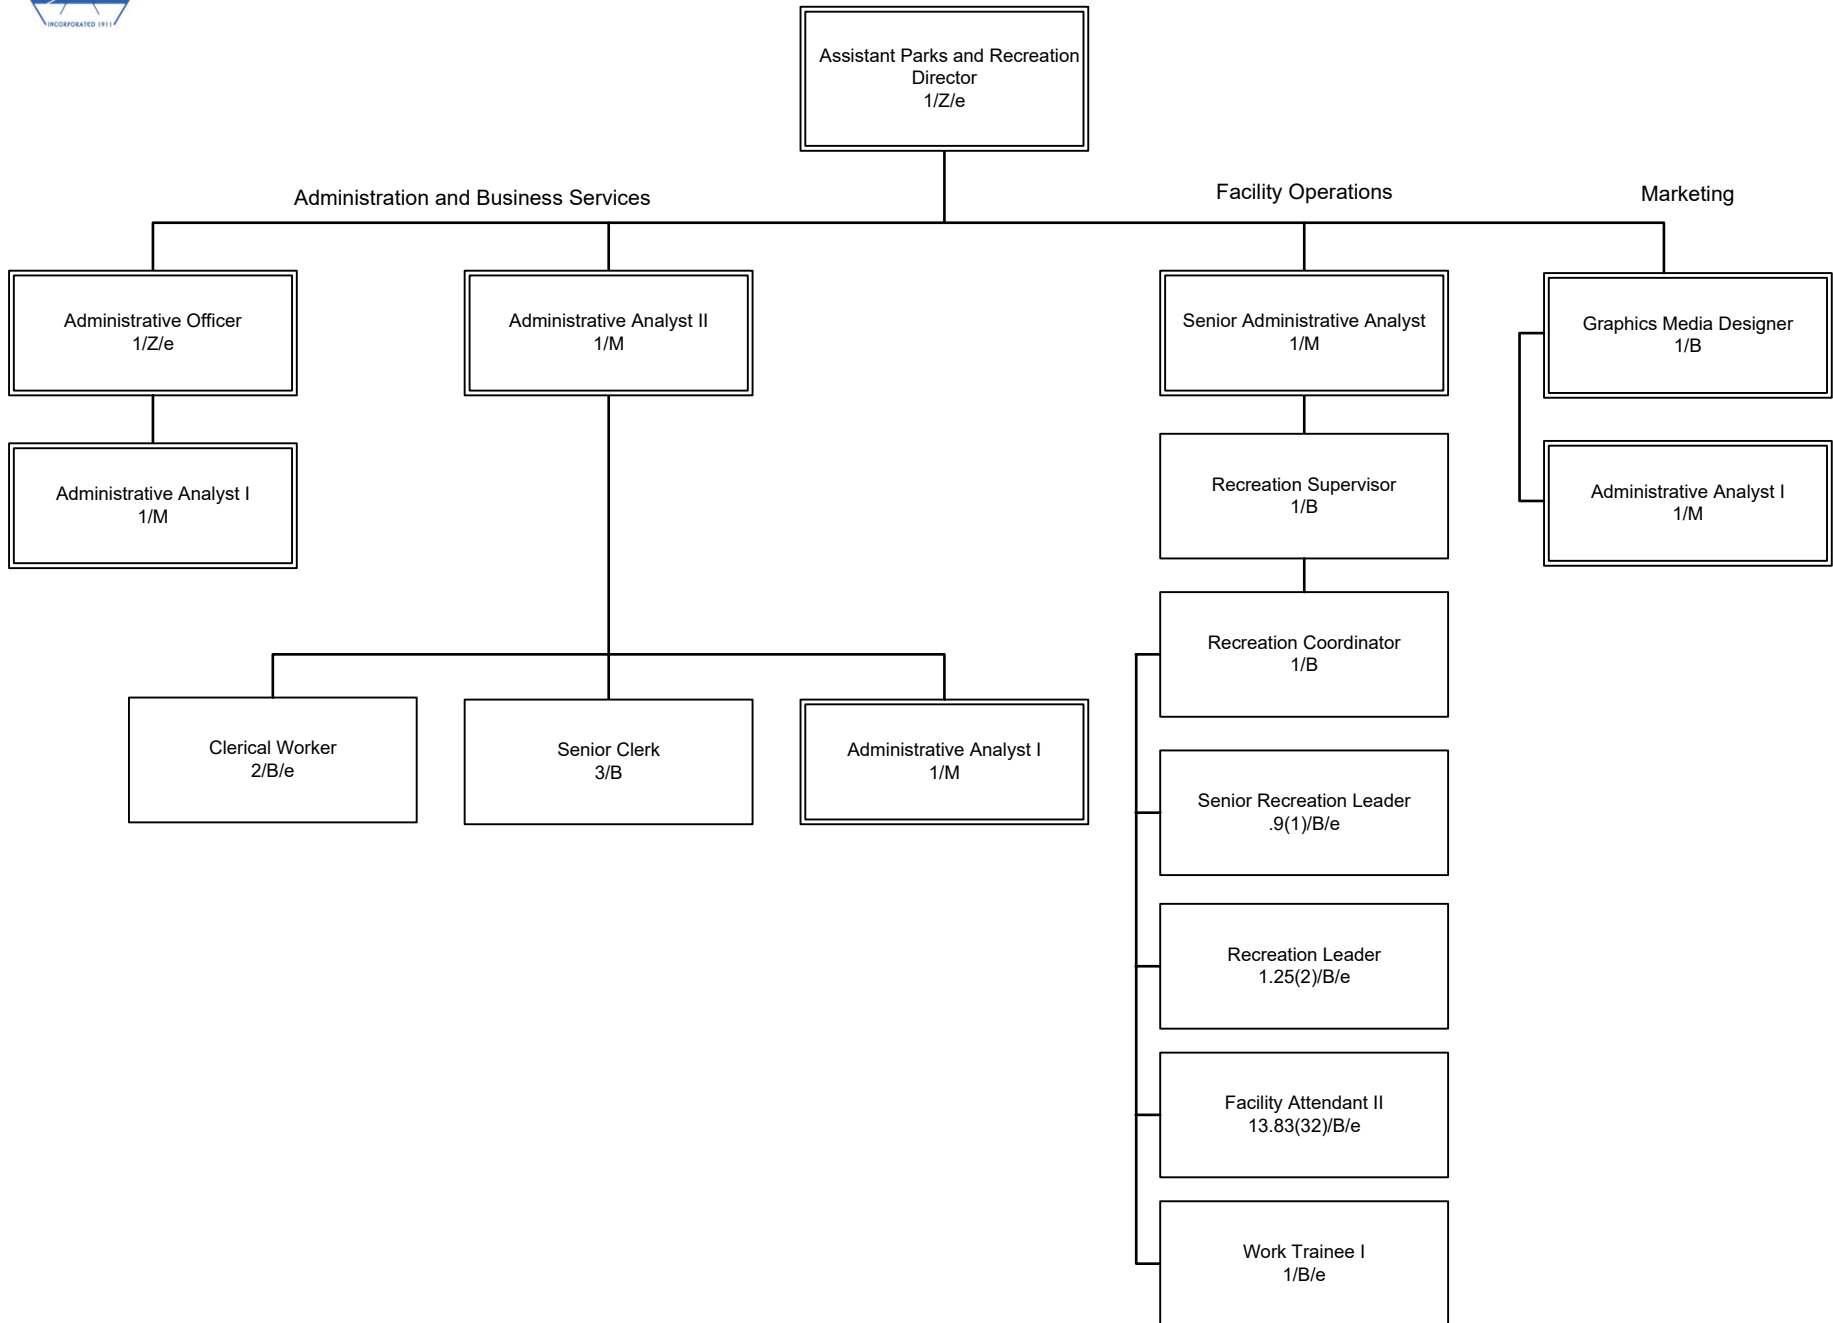 INCORPORATED 1911
Assistant Parks and Recreation
Director
1/Z/e
Administration and Business Services
Facility Operations
Marketing
Administrative Officer
1/Z/e
Administrative Analyst II
1/M
Senior Administrative Analyst
1/M
Graphics Media Designer
1/B
Administrative Analyst I
1/M
Recreation Supervisor
1/B
Administrative Analyst I
1/M
Recreation Coordinator
1/B
Clerical Worker
2/B/e
Senior Clerk
3/B
Administrative Analyst I
1/M
Senior Recreation Leader
.9(1)/B/e
Recreation Leader
1.25(2)/B/e
Facility Attendant II
13.83(32)/B/e
Work Trainee I
1/B/e